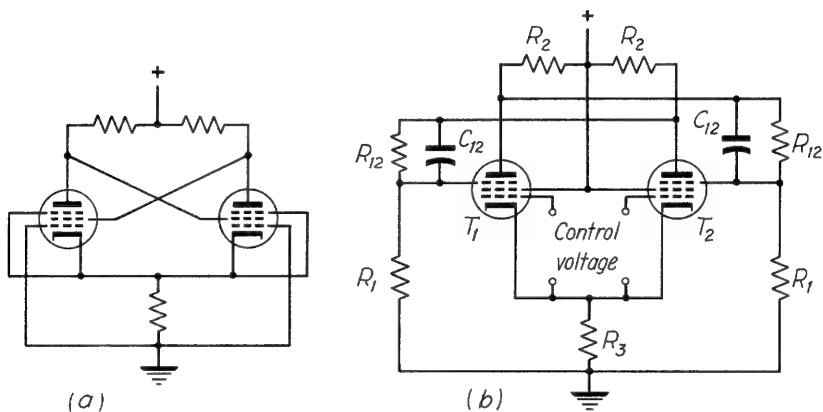 +
(a)
+
R2 R2
R12 C12 C12 R12
T1 T2
Control
voltage
R1 R1
R3
(b)